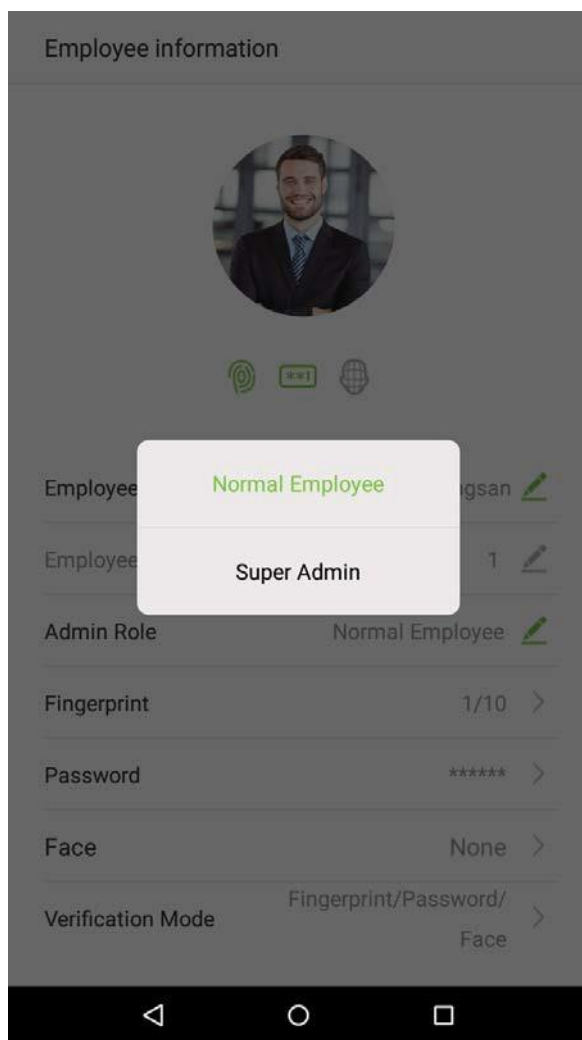 Employee information
**I
Employee
Normal Employee
gsan
Employee
1
Super Admin
Admin Role
Normal Employee
Fingerprint
1/10
Password
******
Face
None
Verification Mode
Fingerprint/Password/
Face